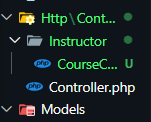 Http\Cont...
Instructor
CourseC... U
Controller.php
Models